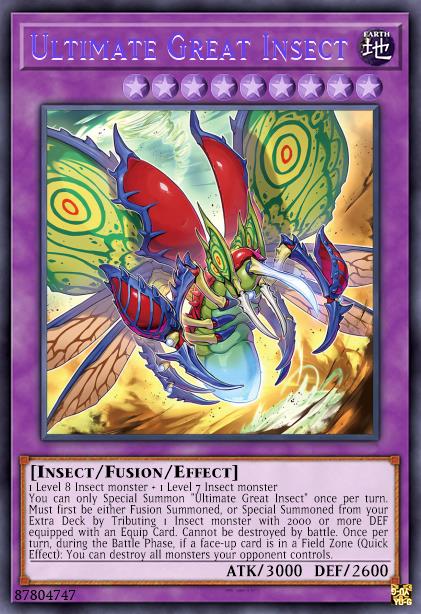 Ultimate Great Insect
EARTH
地
[Insect/Fusion/Effect]
1 Level 8 Insect monster + 1 Level 7 Insect monster
You can only Special Summon "Ultimate Great Insect" once per turn.
Must first be either Fusion Summoned, or Special Summoned from your
Extra Deck by Tributing 1 Insect monster with 2000 or more DEF
equipped with an Equip Card. Cannot be destroyed by battle. Once per
turn, during the Battle Phase, if a face-up card is in a Field Zone (Quick
Effect): You can destroy all monsters your opponent controls.
ATK/3000 DEF/2600
87804747